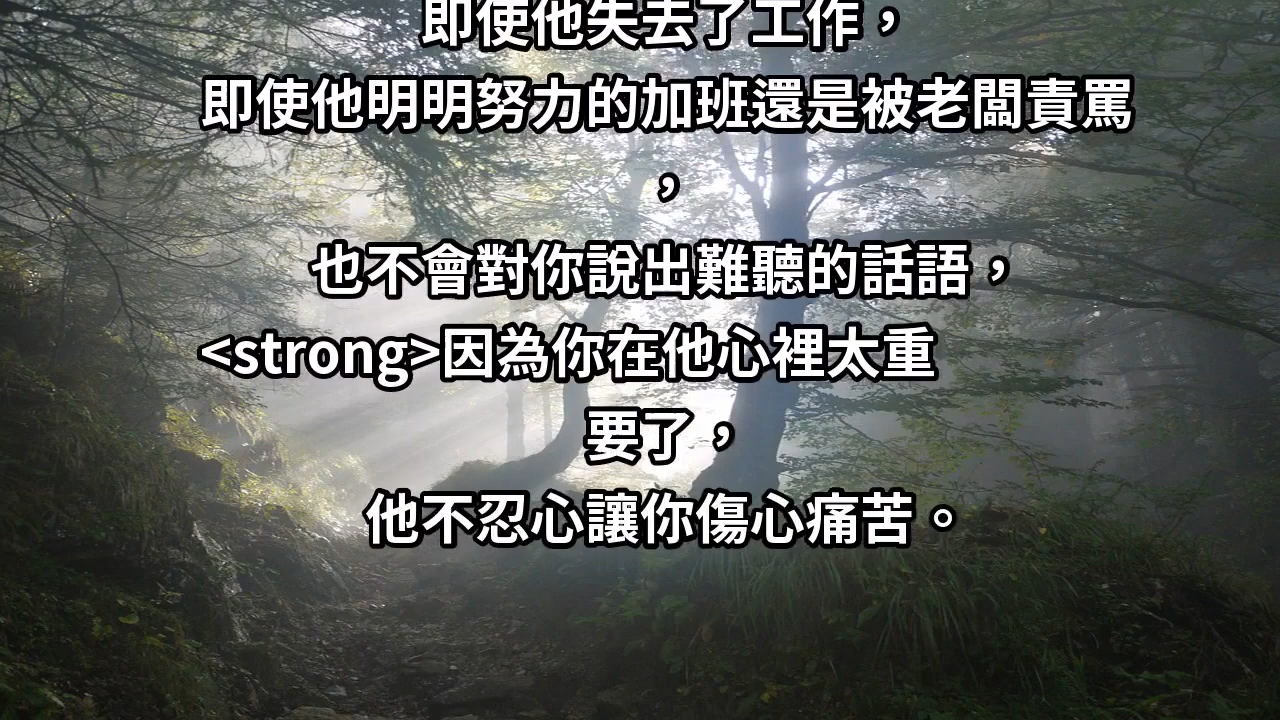 即使他失去了工作，
即使他明明努力的加班還是被老闆責罵
，
也不會對你說出難聽的話語，
<strong>因為你在他心裡太重
要了，
他不忍心讓你傷心痛苦。